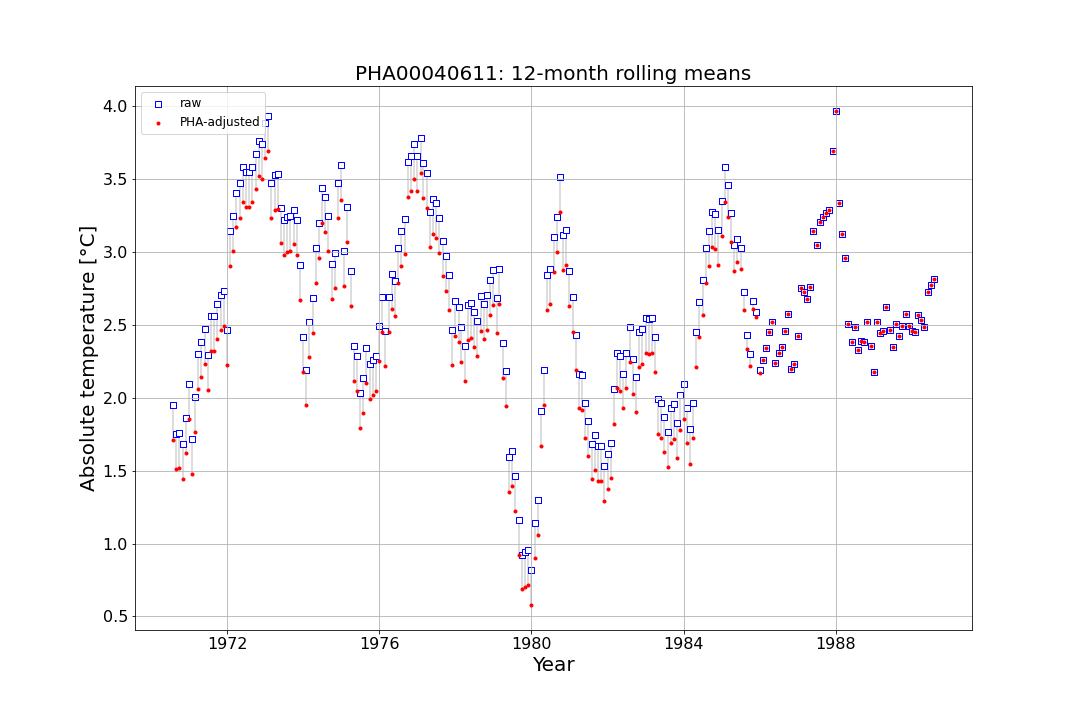 PHA00040611: 12-month rolling means
raw
PHA-adjusted
Absolute temperature [°C]
4.0
3.5
3.0
2.5
2.0
1.5
1.0
0.5
1972 1976 1980 1984 1988
Year